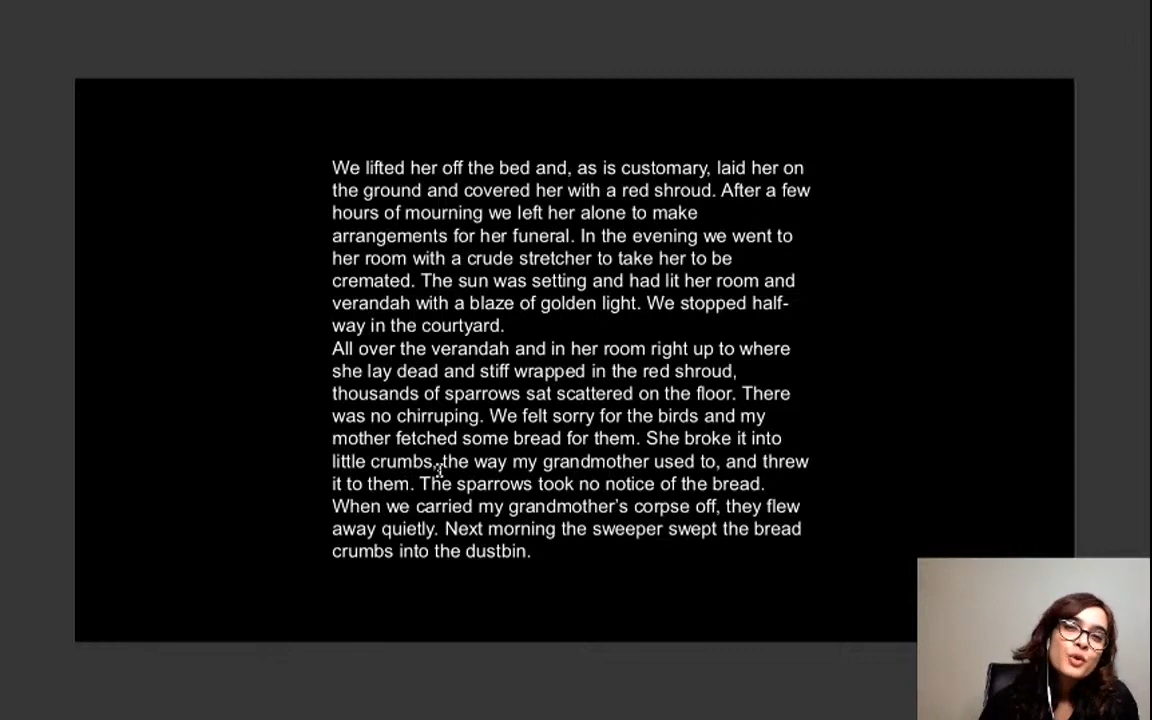 We lifted her off the bed and, as is customary, laid her on
the ground and covered her with a red shroud. After a few
hours of mourning we left her alone to make
arrangements for her funeral. In the evening we went to
her room with a crude stretcher to take her to be
cremated. The sun was setting and had lit her room and
verandah with a blaze of golden light. We stopped half-
way in the courtyard.
All over the verandah and in her room right up to where
she lay dead and stiff wrapped in the red shroud,
thousands of sparrows sat scattered on the floor. There
was no chirruping. We felt sorry for the birds and my
mother fetched some bread for them. She broke it into
little crumbs, the way my grandmother used to, and threw
it to them. The sparrows took no notice of the bread.
When we carried my grandmother’s corpse off, they flew
away quietly. Next morning the sweeper swept the bread
crumbs into the dustbin.